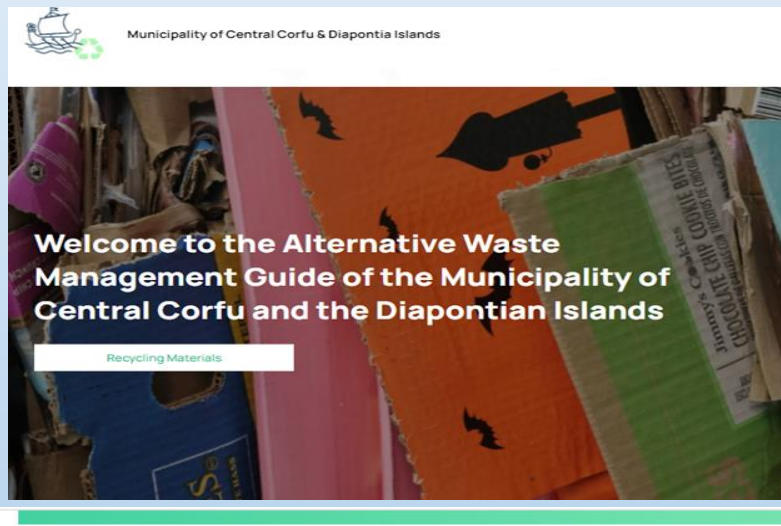 Municipality of Central Corfu & Diapontia Islands
Welcome to the Alternative Waste
Management Guide of the Municipality of
Central Corfu and the Diapontian Islands
Recycling Materials
Jimmy's Cookies
CHOCOLATE CHIP COOKIE BITES